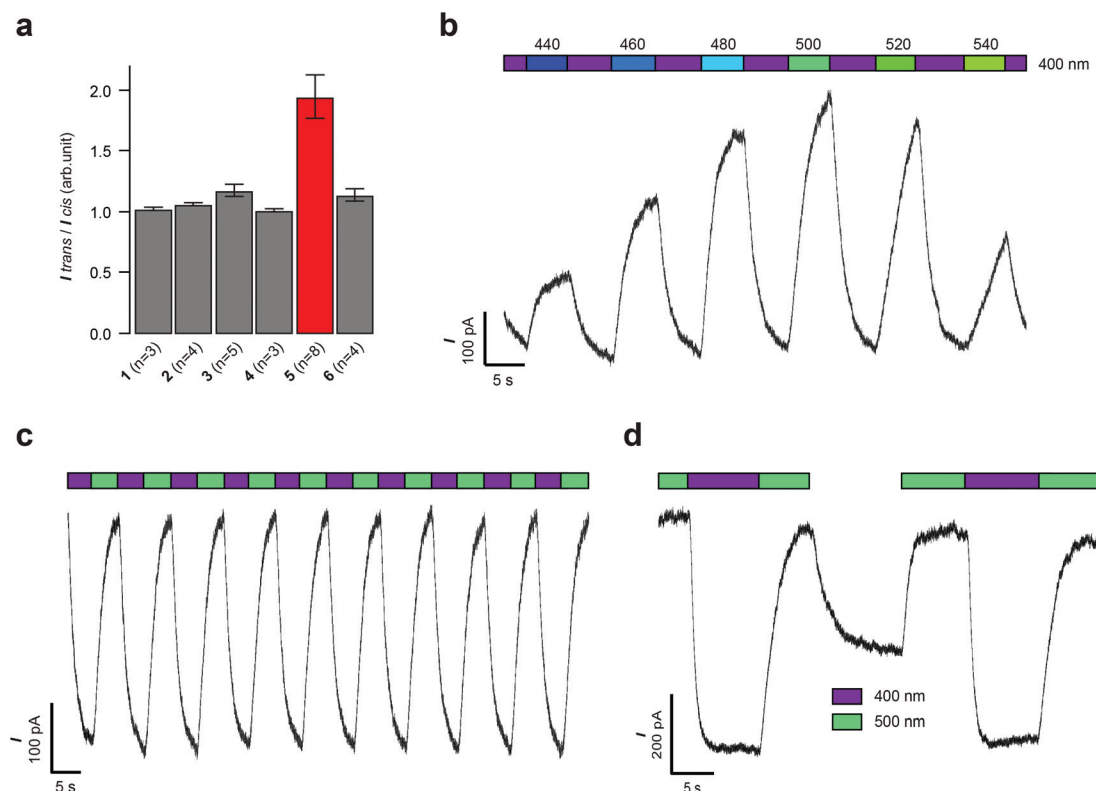 a
I trans / I cis (arb.unit)
2.0
1.5
1.0
0.5
0.0
1 (n=3)
2 (n=4)
3 (n=5)
4 (n=3)
5 (n=8)
6 (n=4)
b
440 460 480 500 520 540
400 nm
I
100 pA
5 s
c
I
100 pA
5 s
d
400 nm
500 nm
I
200 pA
5 s